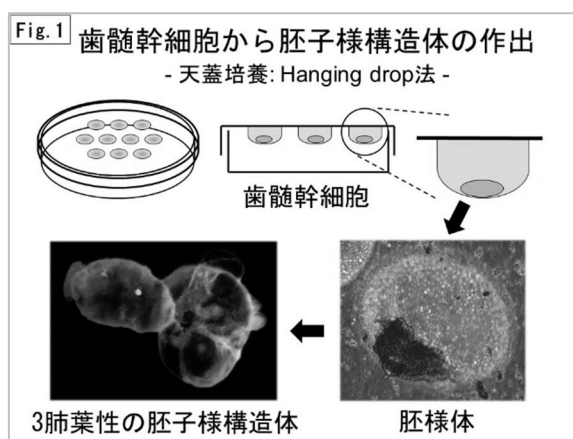 Fig.1
歯髄幹細胞から胚子様構造体の作出
- 天蓋培養: Hanging drop法 -
歯髄幹細胞
3肺葉性の胚子様構造体
胚様体